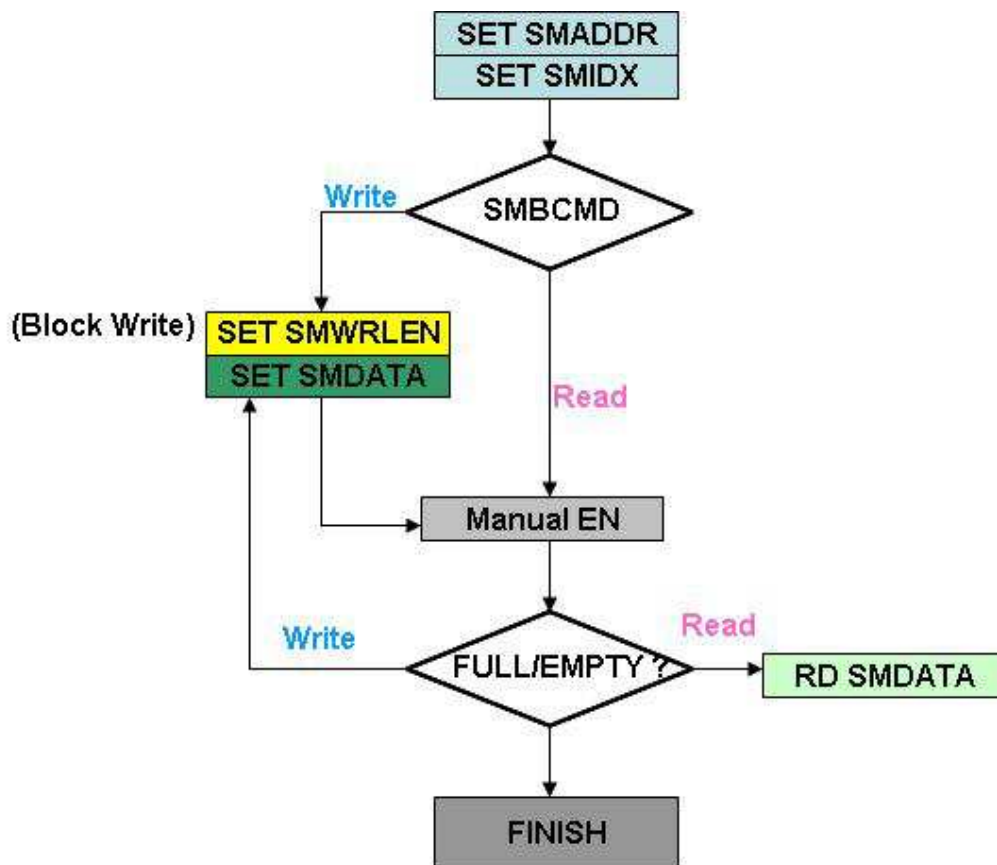 SET SMADDR
SET SMIDX
Write
SMBCMD
(Block Write)
SET SMWRLEN
SET SMDATA
Read
Manual EN
Write
Read
FULL/EMPTY ?
RD SMDATA
FINISH